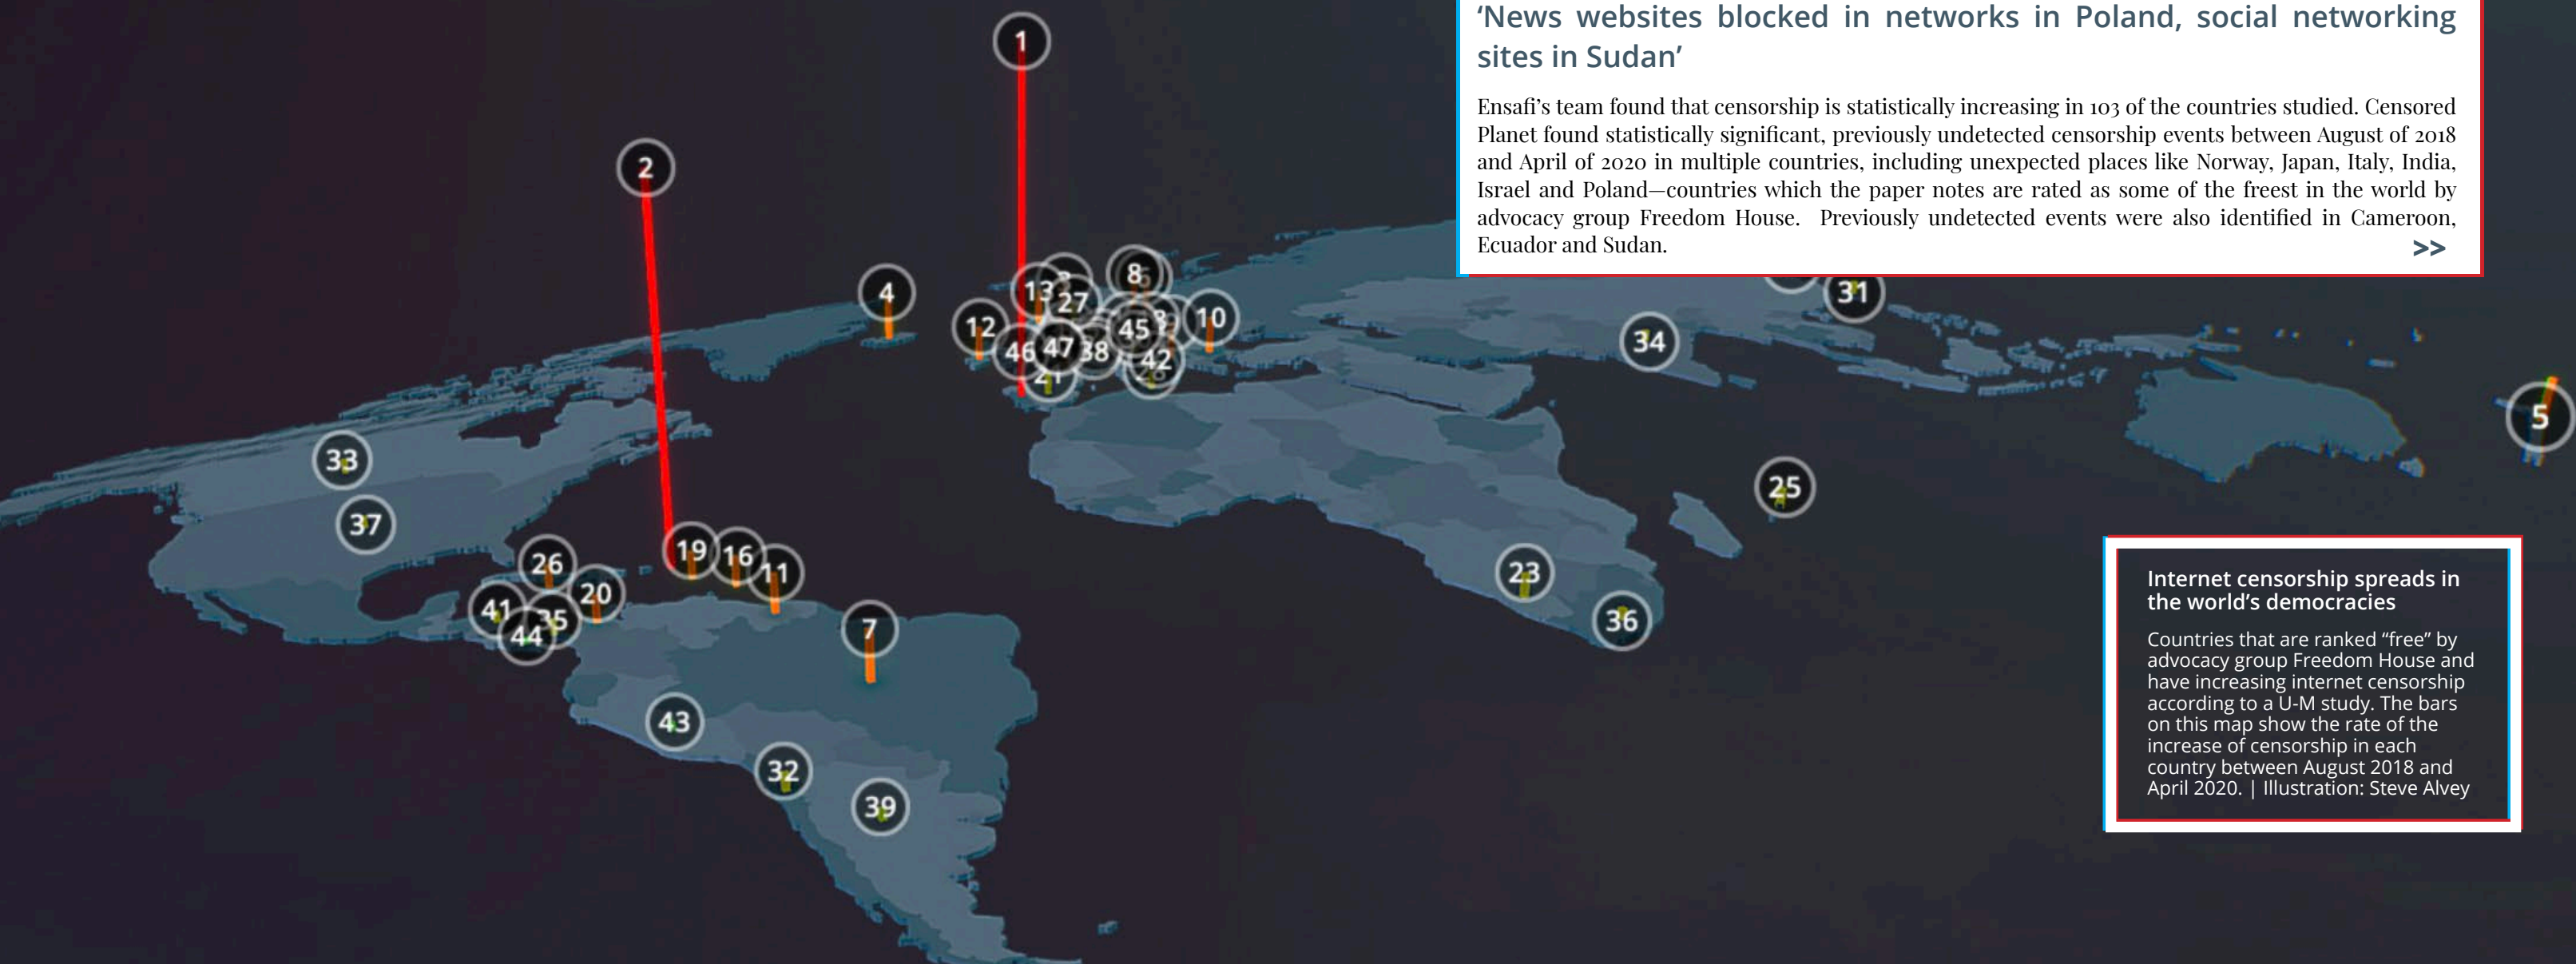 ‘News websites blocked in networks in Poland, social networking
sites in Sudan’
Ensafi’s team found that censorship is statistically increasing in 103 of the countries studied. Censored
Planet found statistically significant, previously undetected censorship events between August of 2018
and April of 2020 in multiple countries, including unexpected places like Norway, Japan, Italy, India,
Israel and Poland—countries which the paper notes are rated as some of the freest in the world by
advocacy group Freedom House.  Previously undetected events were also identified in Cameroon,
Ecuador and Sudan.
>>
1
2
4
8
13
27
12
10
45
46
47
38
42
31
34
5
33
37
25
19
16
11
26
20
41
35
44
23
36
7
43
32
39
Internet censorship spreads in
the world’s democracies
Countries that are ranked “free” by
advocacy group Freedom House and
have increasing internet censorship
according to a U-M study. The bars
on this map show the rate of the
increase of censorship in each
country between August 2018 and
April 2020. | Illustration: Steve Alvey